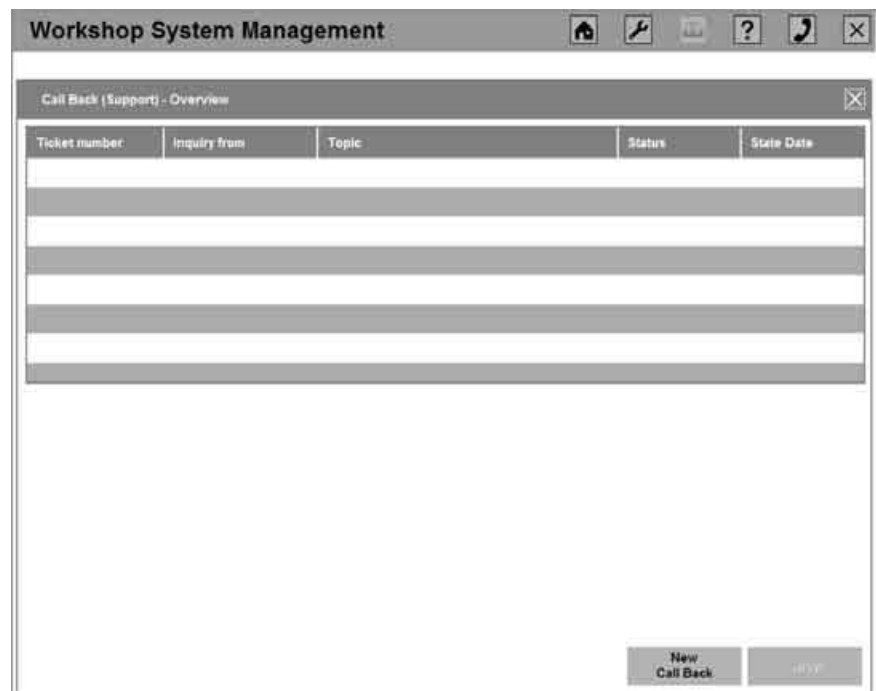 Workshop System Management
?
Call Back (Support) - Overview
Ticket number Inquiry from Topic Status State Date
New
Call Back